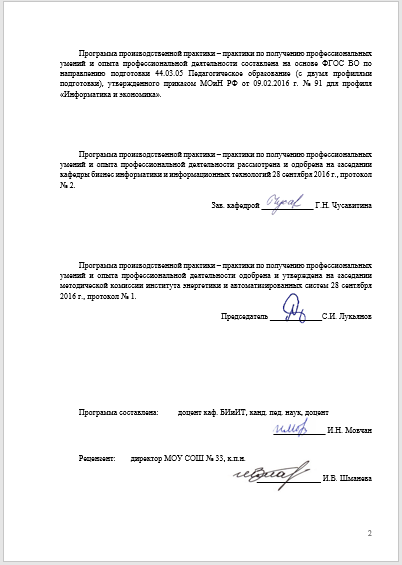 Программа производственной практики – практики по получению профессиональных
умений и опыта профессиональной деятельности составлена на основе ФГОС ВО по
направлению подготовки 44.03.05 Педагогическое образование (с двумя профилями
подготовки), утвержденного приказом МОиН РФ от 09.02.2016 г. № 91 для профиля
«Информатика и экономика».
Программа производственной практики – практики по получению профессиональных
умений и опыта профессиональной деятельности рассмотрена и одобрена на заседании
кафедры бизнес информатики и информационных технологий 28 сентября 2016 г., протокол
№ 2.
Зав. кафедрой Г.Н. Чусавитина
Программа производственной практики – практики по получению профессиональных
умений и опыта профессиональной деятельности одобрена и утверждена на заседании
методической комиссии института энергетики и автоматизированных систем 28 сентября
2016 г., протокол № 1.
Председатель С.И. Лукьянов
Программа составлена: доцент каф. БИиИТ, канд. пед. наук, доцент
И.Н. Мовчан
Рецензент: директор МОУ СОШ № 33, к.п.н.
И.В. Шманева
2